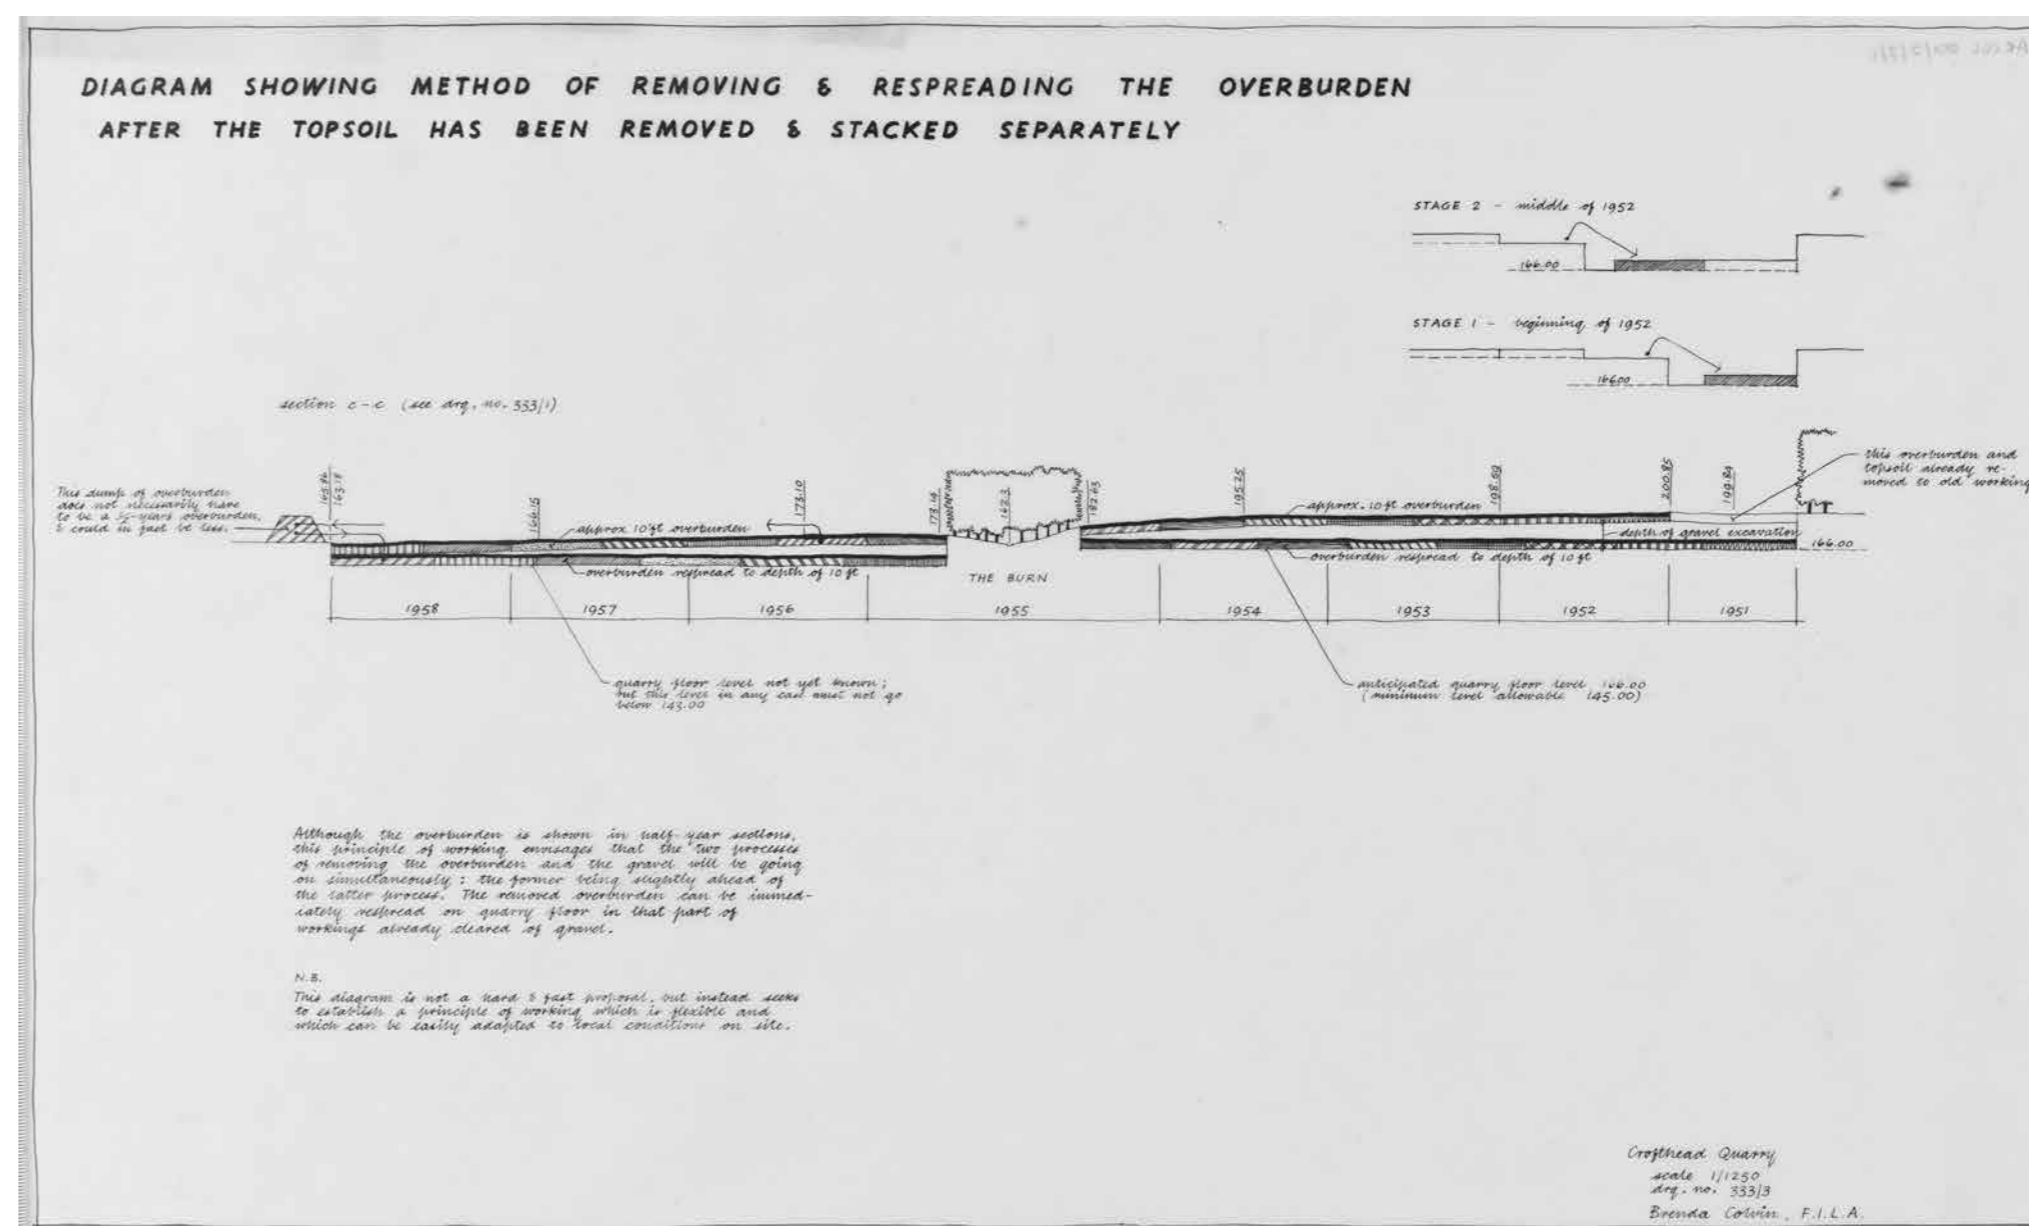 DIAGRAM SHOWING METHOD OF REMOVING & RESPREADING THE OVERBURDEN
AFTER THE TOPSOIL HAS BEEN REMOVED & STACKED SEPARATELY
STAGE 2 - middle of 1952
166.00
STAGE 1 - beginning of 1952
166.00
section c-c (see drg. no. 333/1)
This dump of overburden
does not necessarily have
to be a ½-years overburden,
& could in fact be less.
163.18
166.15
173.10
173.14
162.3
182.63
195.25
198.69
200.85
199.84
this overburden and
topsoil already re-
moved to old working
approx 10 ft overburden
approx. 10 ft overburden
depth of gravel excavation
166.00
overburden respread to depth of 10 ft
overburden respread to depth of 10 ft
THE BURN
1958
1957
1956
1955
1954
1953
1952
1951
quarry floor level not yet known;
but this level in any case must not go
below 143.00
anticipated quarry floor level 166.00
(minimum level allowable 145.00)
Although the overburden is shown in half-year sections,
this principle of working envisages that the two processes
of removing the overburden and the gravel will be going
on simultaneously: the former being slightly ahead of
the latter process. The removed overburden can be immed-
iately respread on quarry floor in that part of
workings already cleared of gravel.
N.B.
This diagram is not a hard & fast proposal, but instead seeks
to establish a principle of working which is flexible and
which can be easily adapted to local conditions on site.
Crofthead Quarry
scale 1/1250
drg. no. 333/3
Brenda Colvin, F.I.L.A.